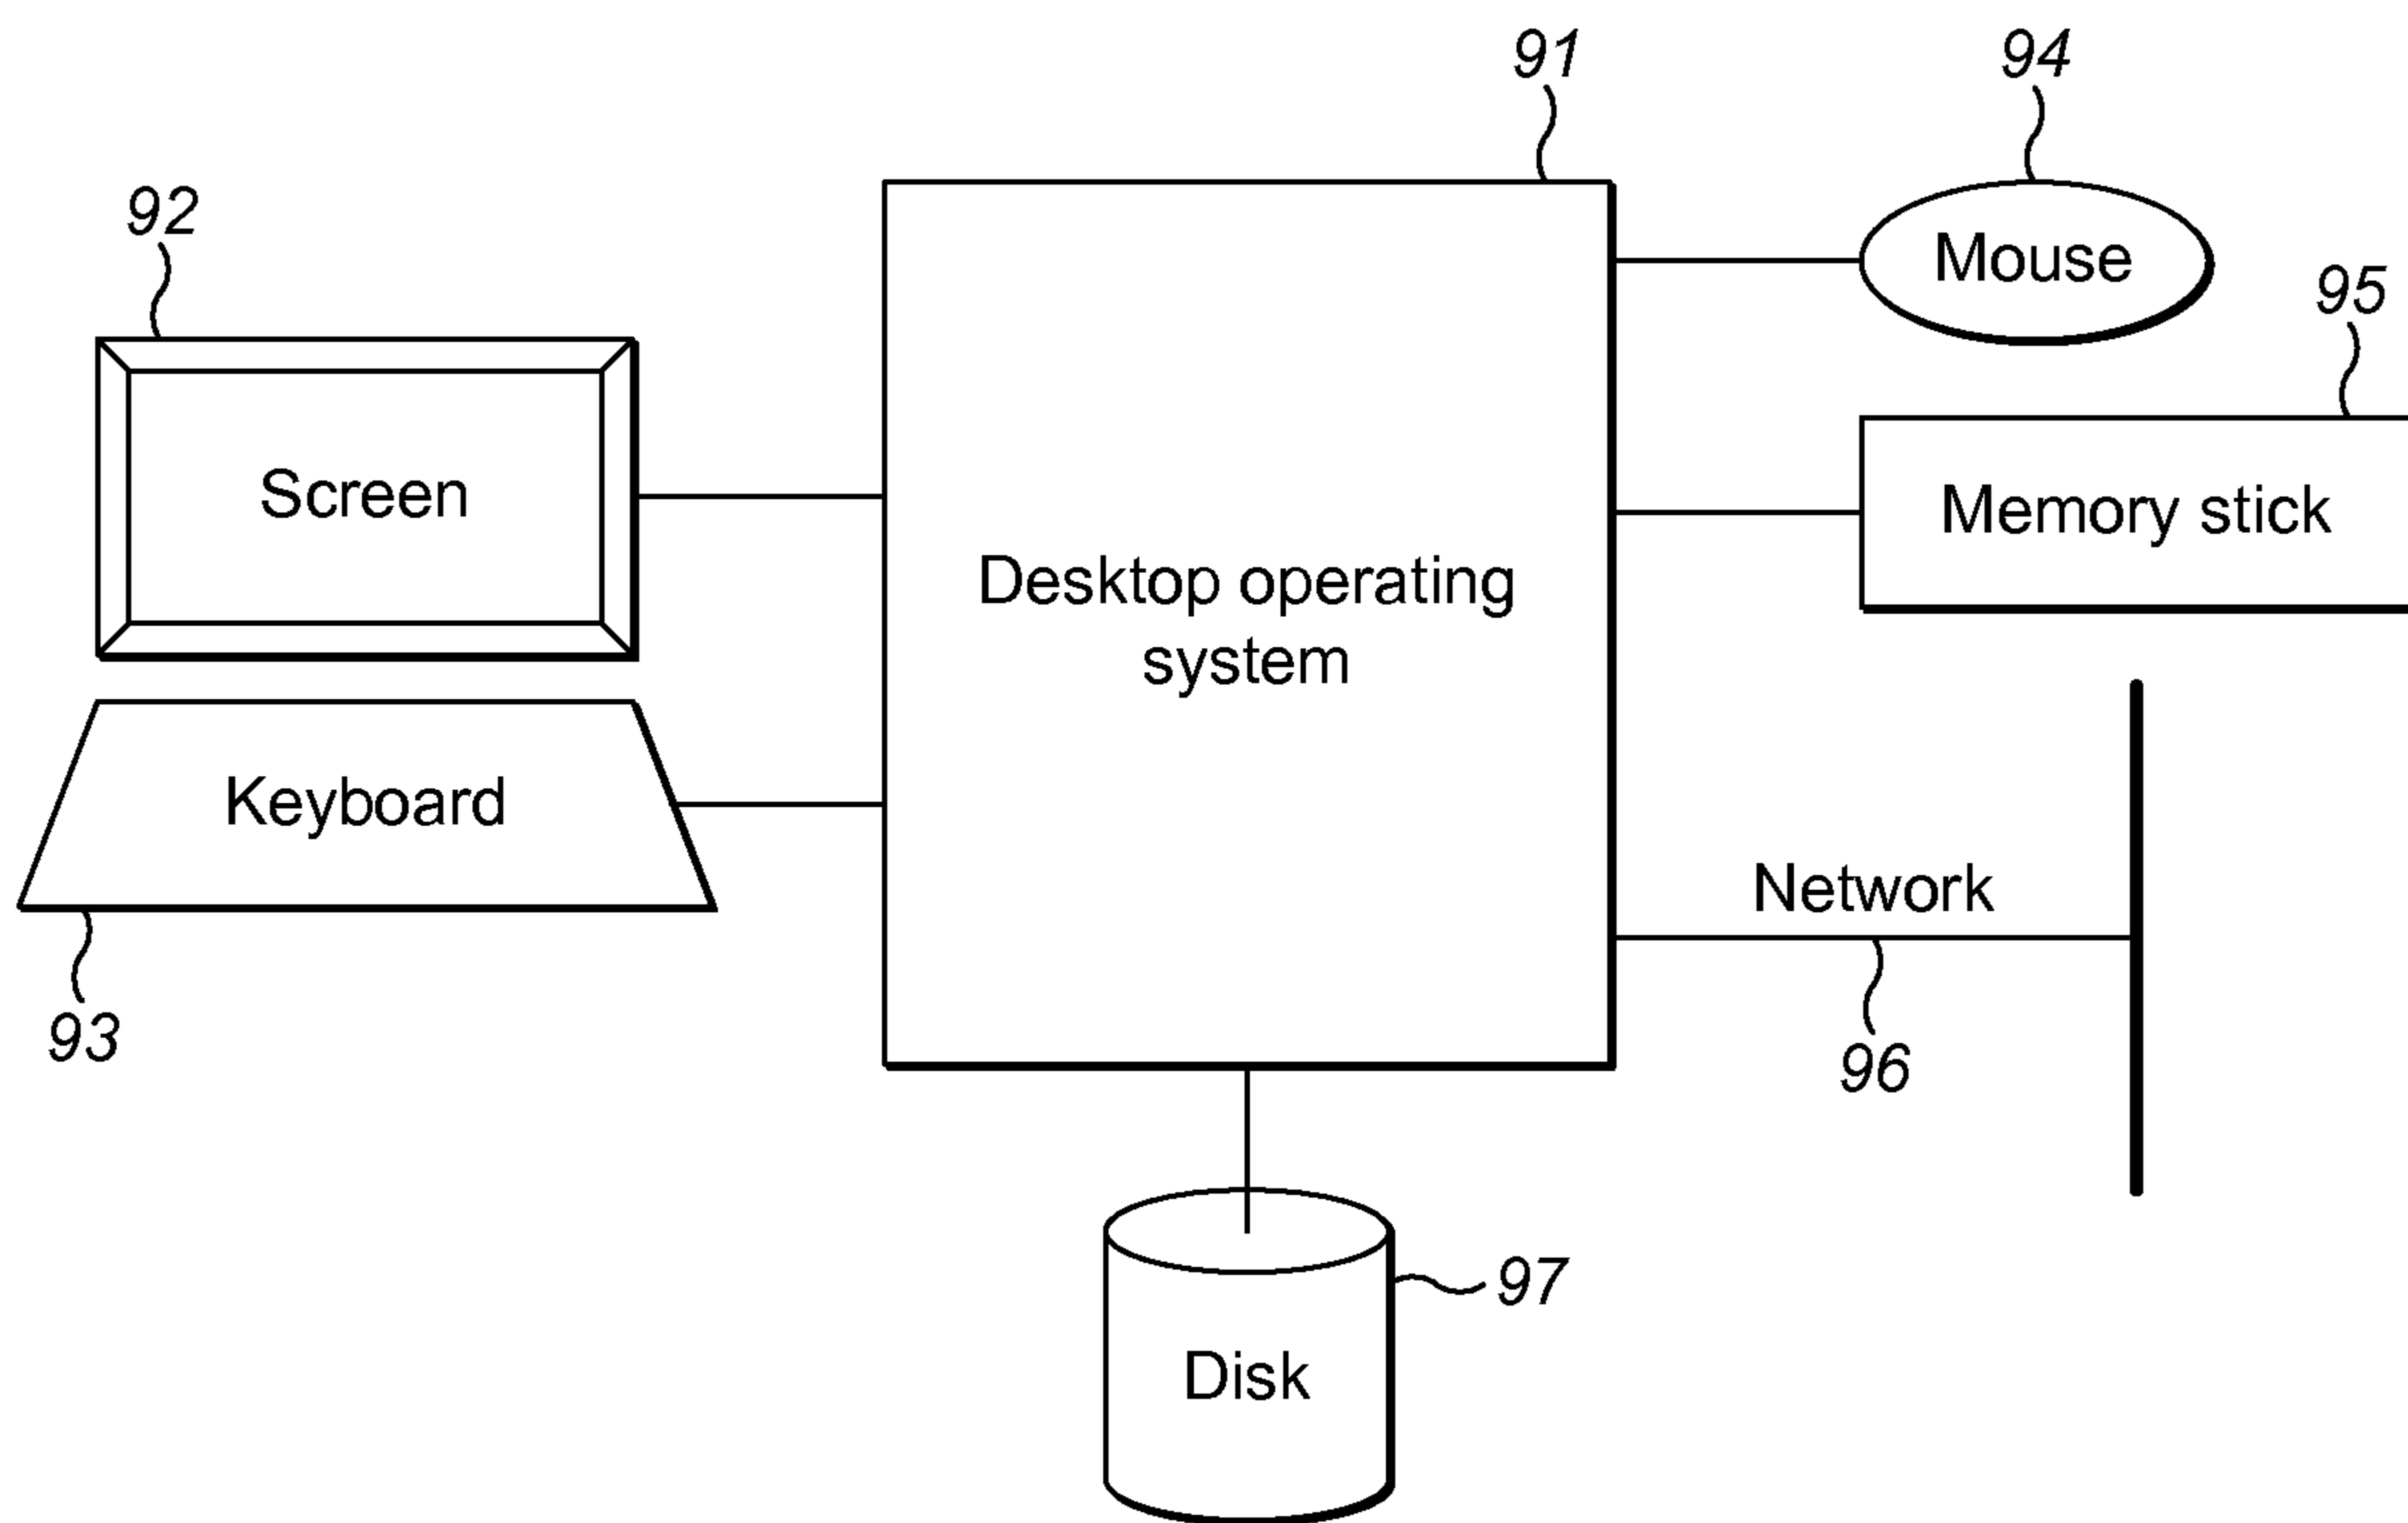 91
94
92
Mouse
95
Screen
Memory stick
Desktop operating
system
Keyboard
Network
93
96
97
Disk